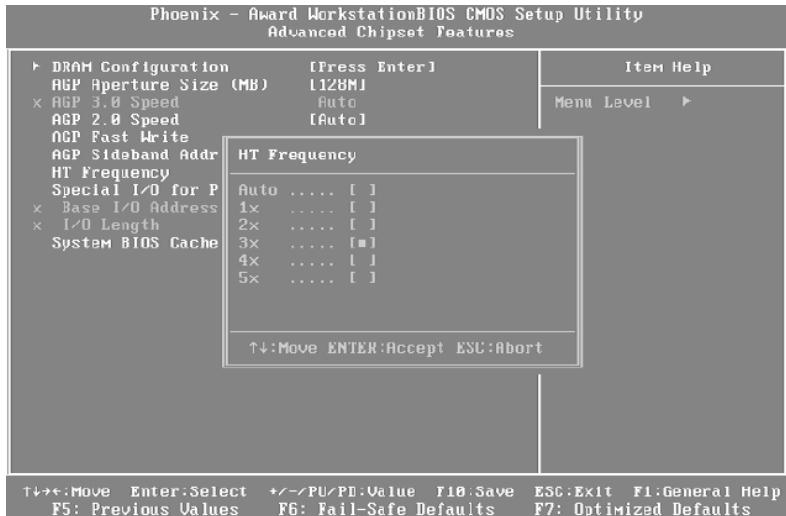 Phoenix - Award WorkstationBIOS CMOS Setup Utility
Advanced Chipset Features
▸ DRAM Configuration [Press Enter]
AGP Aperture Size (MB) [128M]
x AGP 3.0 Speed Auto
AGP 2.0 Speed [Auto]
AGP Fast Write
AGP Sideband Addr
HT Frequency
Special I/O for P
x Base I/O Address
x I/O Length
System BIOS Cache
Item Help
Menu Level ▸
HT Frequency
Auto ..... [ ]
1x ..... [ ]
2x ..... [ ]
3x ..... [■]
4x ..... [ ]
5x ..... [ ]
↑↓:Move ENTER:Accept ESC:Abort
↑↓→←:Move Enter:Select +/-/PU/PD:Value F10:Save ESC:Exit F1:General Help
F5: Previous Values F6: Fail-Safe Defaults F7: Optimized Defaults